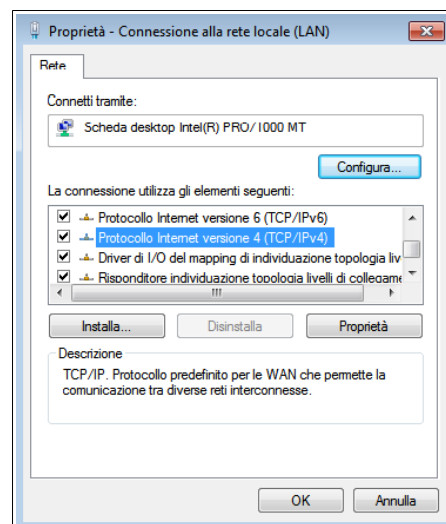 Proprietà - Connessione alla rete locale (LAN)
Rete
Connetti tramite:
Scheda desktop Intel(R) PRO/1000 MT
Configura...
La connessione utilizza gli elementi seguenti:
Protocollo Internet versione 6 (TCP/IPv6)
Protocollo Internet versione 4 (TCP/IPv4)
Driver di I/O del mapping di individuazione topologia liv
Risponditore individuazione topologia livelli di collegame
Installa...
Disinstalla
Proprietà
Descrizione
TCP/IP. Protocollo predefinito per le WAN che permette la
comunicazione tra diverse reti interconnesse.
OK
Annulla